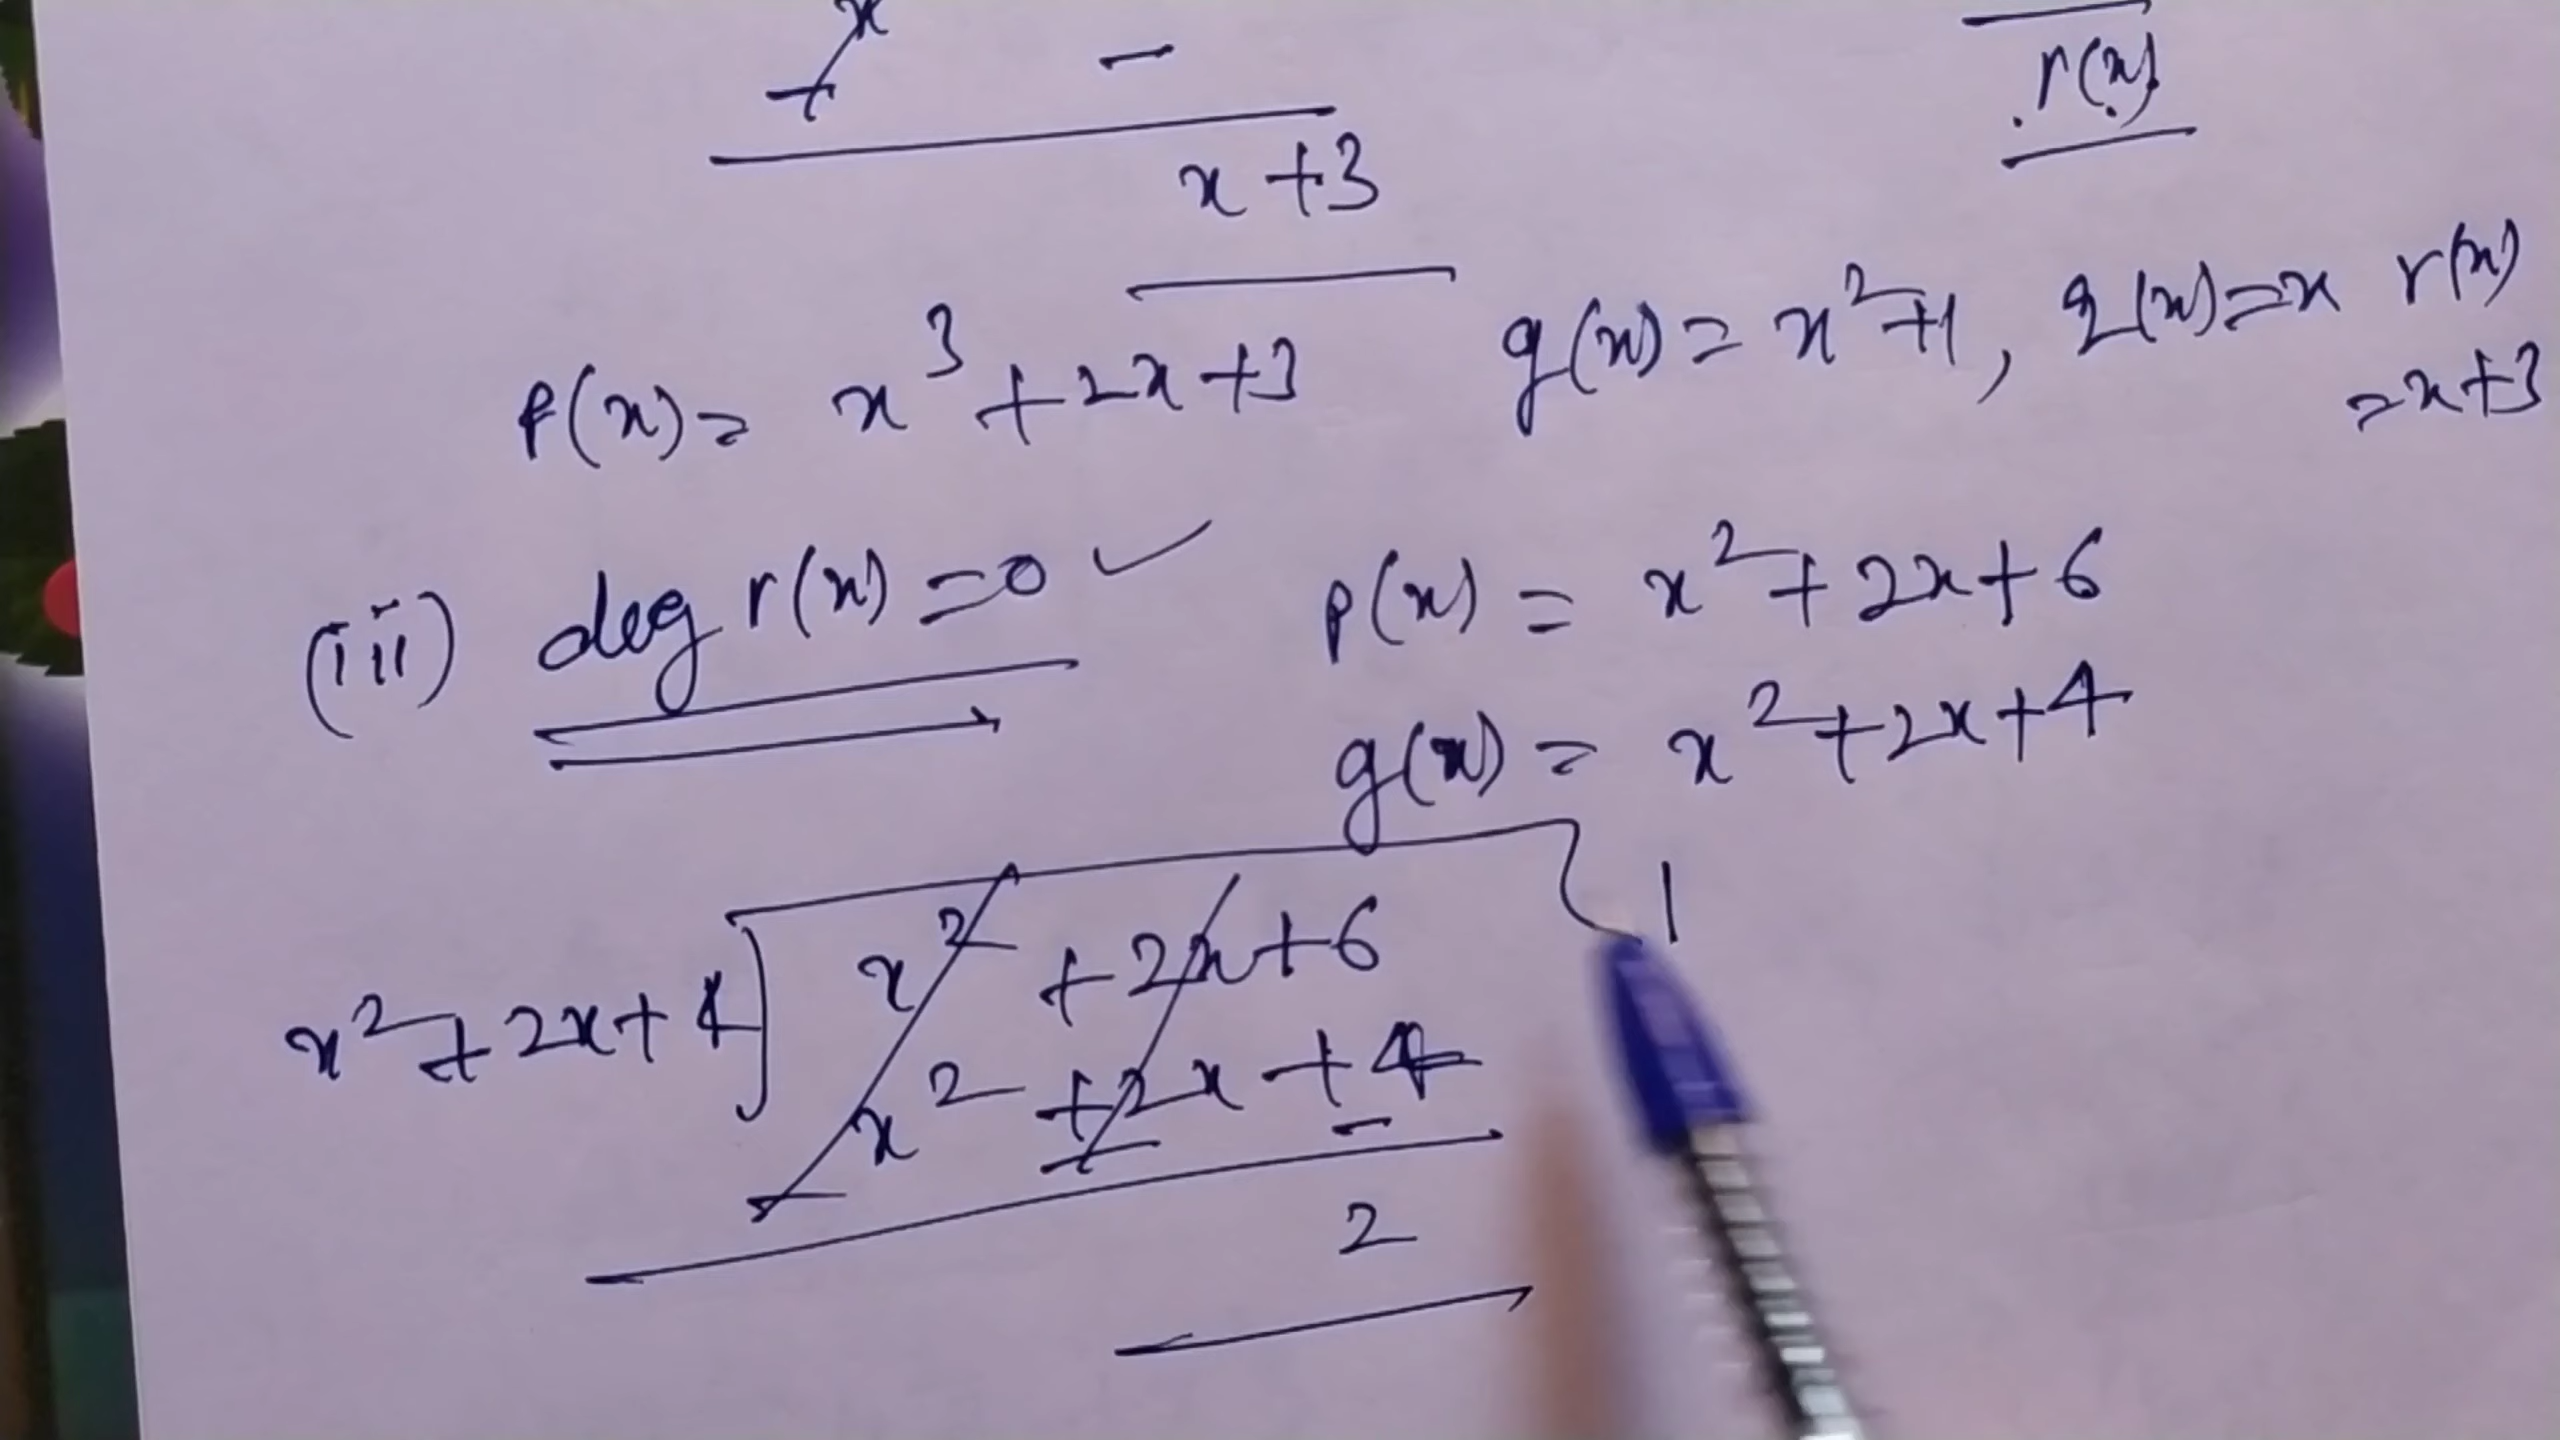 x
+ -
r(x)
x + 3
P(x) = x³ + 2x + 3 g(x) = x² + 1, q(x) = x r(x)
= x + 3
(iii) deg r(x) = 0 ✓ p(x) = x² + 2x + 6
g(x) = x² + 2x + 4
1
x² + 2x + 4 x² + 2x + 6
x² + 2x + 4
- - -
2